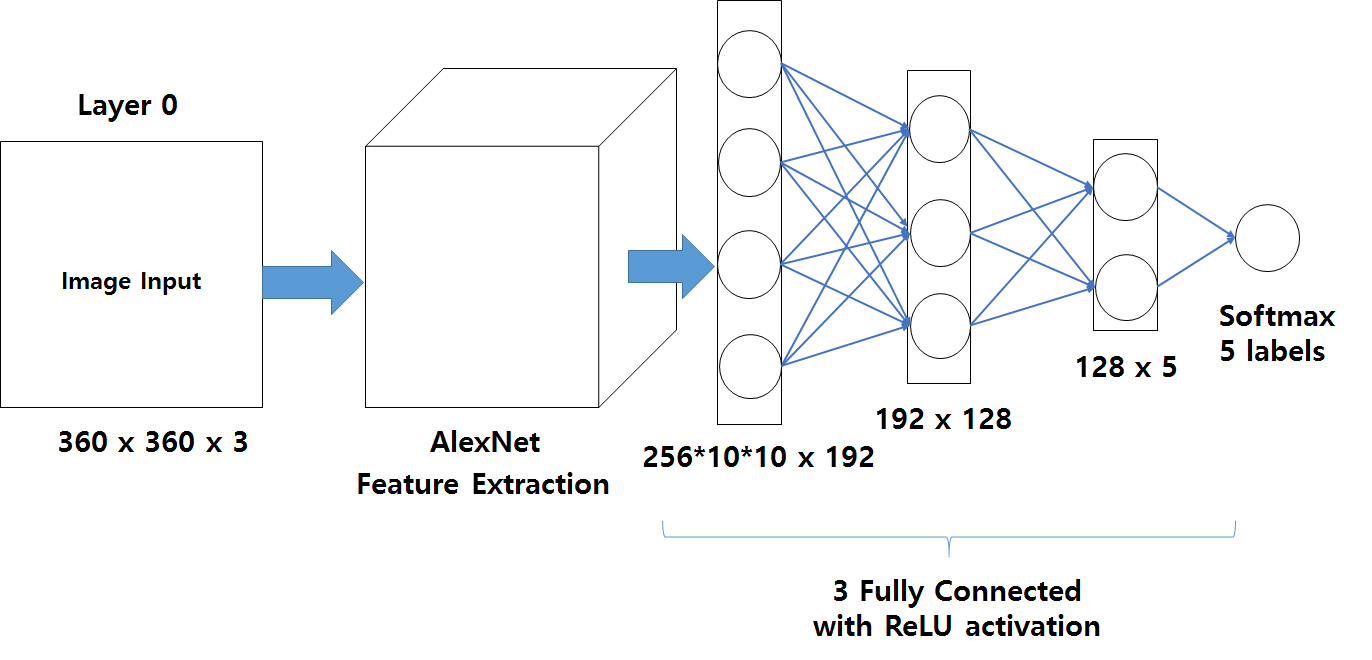 Layer 0
Image Input
360 x 360 x 3
AlexNet
Feature Extraction
256*10*10 x 192
192 x 128
128 x 5
Softmax
5 labels
3 Fully Connected
with ReLU activation